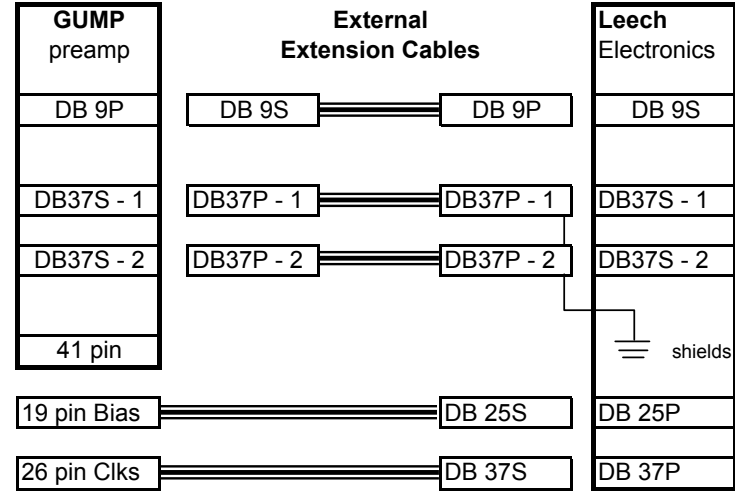 GUMP
preamp
External
Extension Cables
Leech
Electronics
DB 9P
DB 9S
DB 9P
DB 9S
DB37S - 1
DB37P - 1
DB37P - 1
DB37S - 1
DB37S - 2
DB37P - 2
DB37P - 2
DB37S - 2
41 pin
shields
19 pin Bias
DB 25S
DB 25P
26 pin Clks
DB 37S
DB 37P